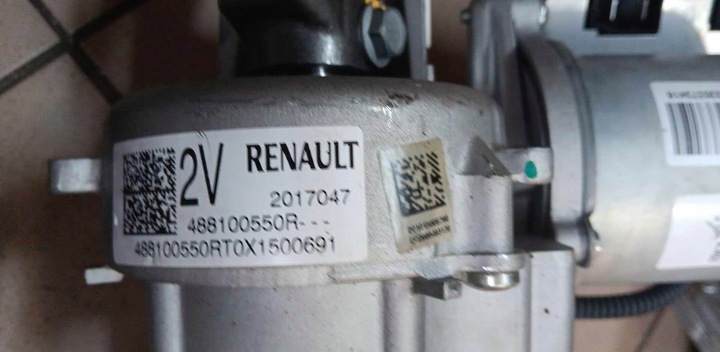 2V RENAULT
2017047
488100550R---
488100550RT0X1500691